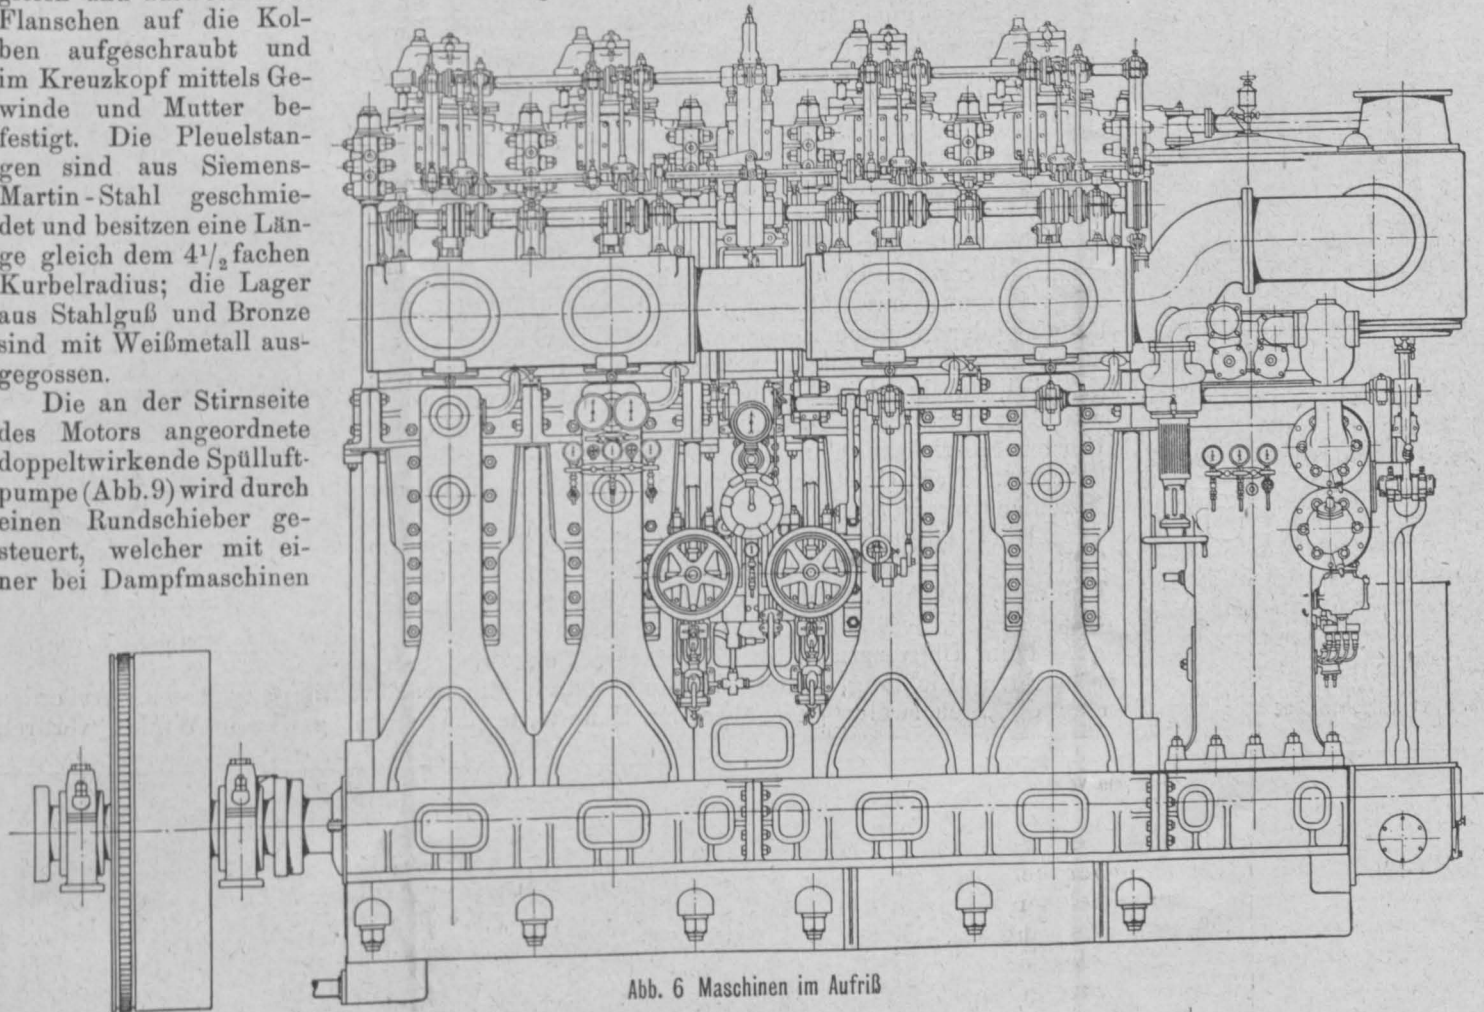 Flanschen auf die Kol-
ben aufgeschraubt und
im Kreuzkopf mittels Ge-
winde und Mutter be-
festigt. Die Pleuelstan-
gen sind aus Siemens-
Martin-Stahl geschmie-
det und besitzen eine Län-
ge gleich dem 4 1/2 fachen
Kurbelradius; die Lager
aus Stahlguß und Bronze
sind mit Weißmetall aus-
gegossen.
Die an der Stirnseite
des Motors angeordnete
doppeltwirkende Spülluft-
pumpe (Abb. 9) wird durch
einen Rundschieber ge-
steuert, welcher mit ei-
ner bei Dampfmaschinen
Abb. 6 Maschinen im Aufriß